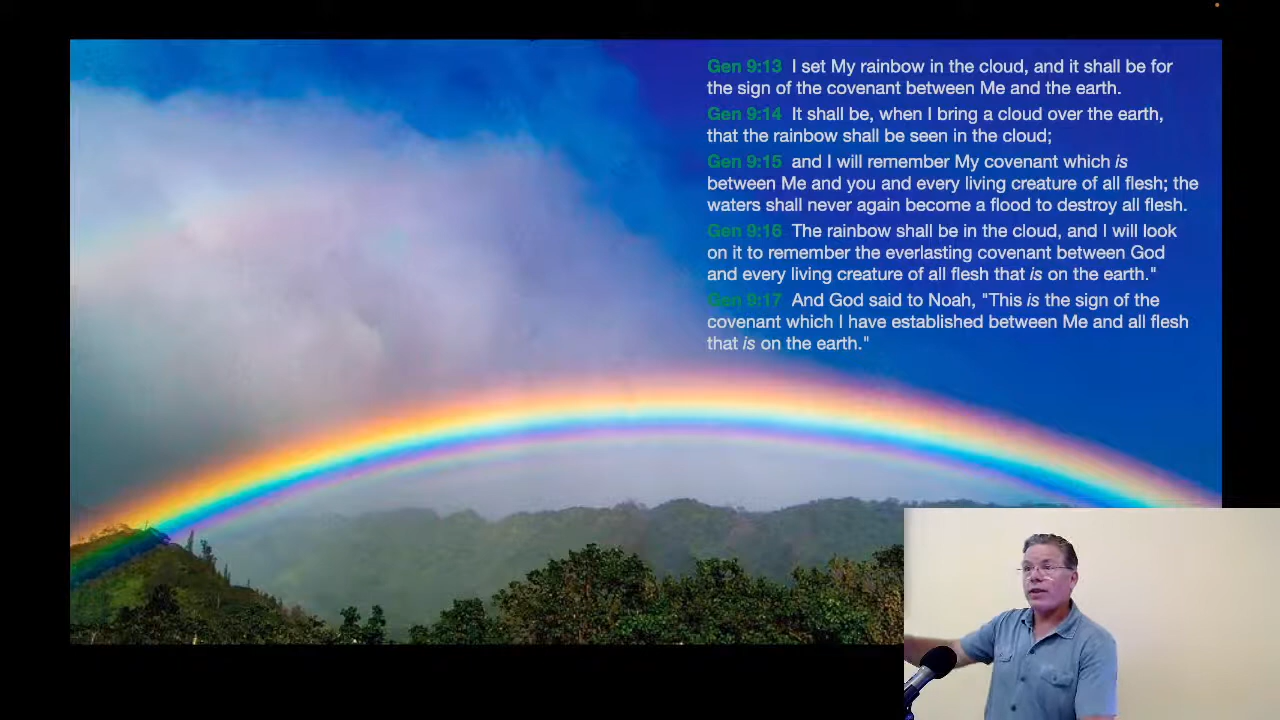 Gen 9:13 I set My rainbow in the cloud, and it shall be for
the sign of the covenant between Me and the earth.
Gen 9:14 It shall be, when I bring a cloud over the earth,
that the rainbow shall be seen in the cloud;
Gen 9:15 and I will remember My covenant which is
between Me and you and every living creature of all flesh; the
waters shall never again become a flood to destroy all flesh.
Gen 9:16 The rainbow shall be in the cloud, and I will look
on it to remember the everlasting covenant between God
and every living creature of all flesh that is on the earth."
Gen 9:17 And God said to Noah, "This is the sign of the
covenant which I have established between Me and all flesh
that is on the earth."